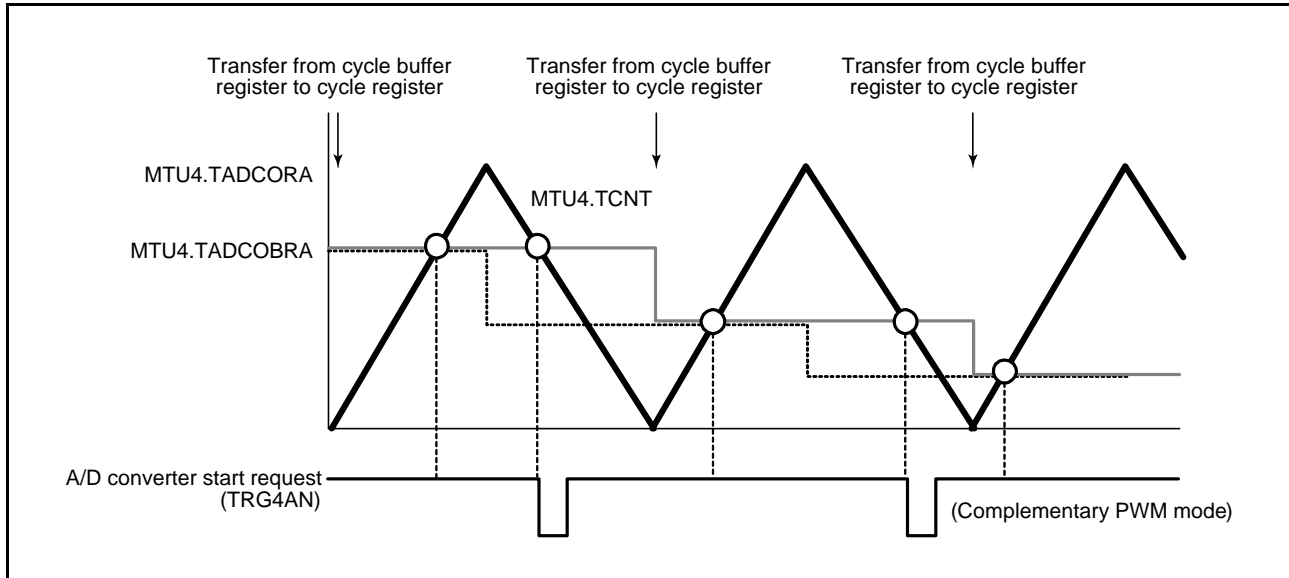 Transfer from cycle buffer
register to cycle register
Transfer from cycle buffer
register to cycle register
Transfer from cycle buffer
register to cycle register
MTU4.TADCORA
MTU4.TCNT
MTU4.TADCOBRA
A/D converter start request
(TRG4AN)
(Complementary PWM mode)